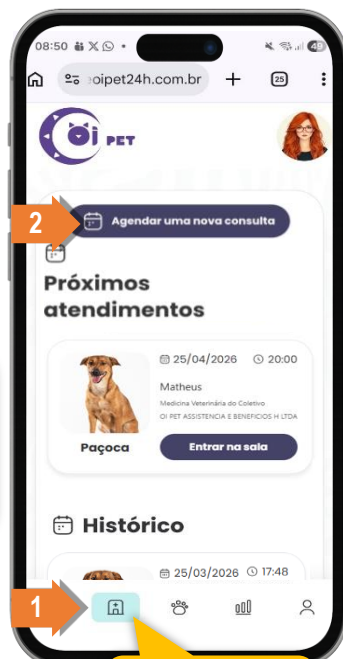 08:50
49
oipet24h.com.br
25
Oi PET
2
Agendar uma nova consulta
Próximos
atendimentos
25/04/2026 20:00
Matheus
Medicina Veterinária do Coletivo
OI PET ASSISTENCIA E BENEFICIOS H LTDA
Paçoca
Entrar na sala
Histórico
25/03/2026 17:48
1